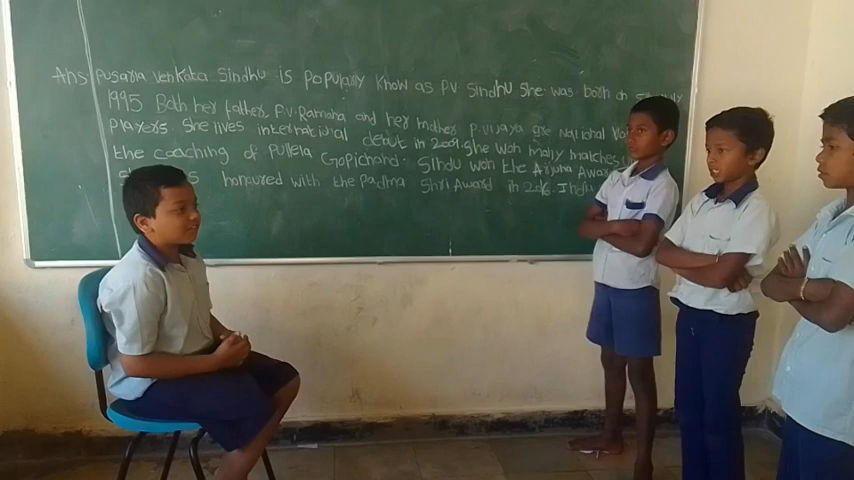 Ans. Pusarla venkata Sindhu is popularly know as P.V. Sindhu she was born on
1995 Both her father P.V. Ramana and her mother P. vijaya are National
players. She lives international debut in 2009. She won many matches
the coaching of Pullela Gopichand. Sindu won the Arjuna Award
honoured with the padma Shri Award in 2016.